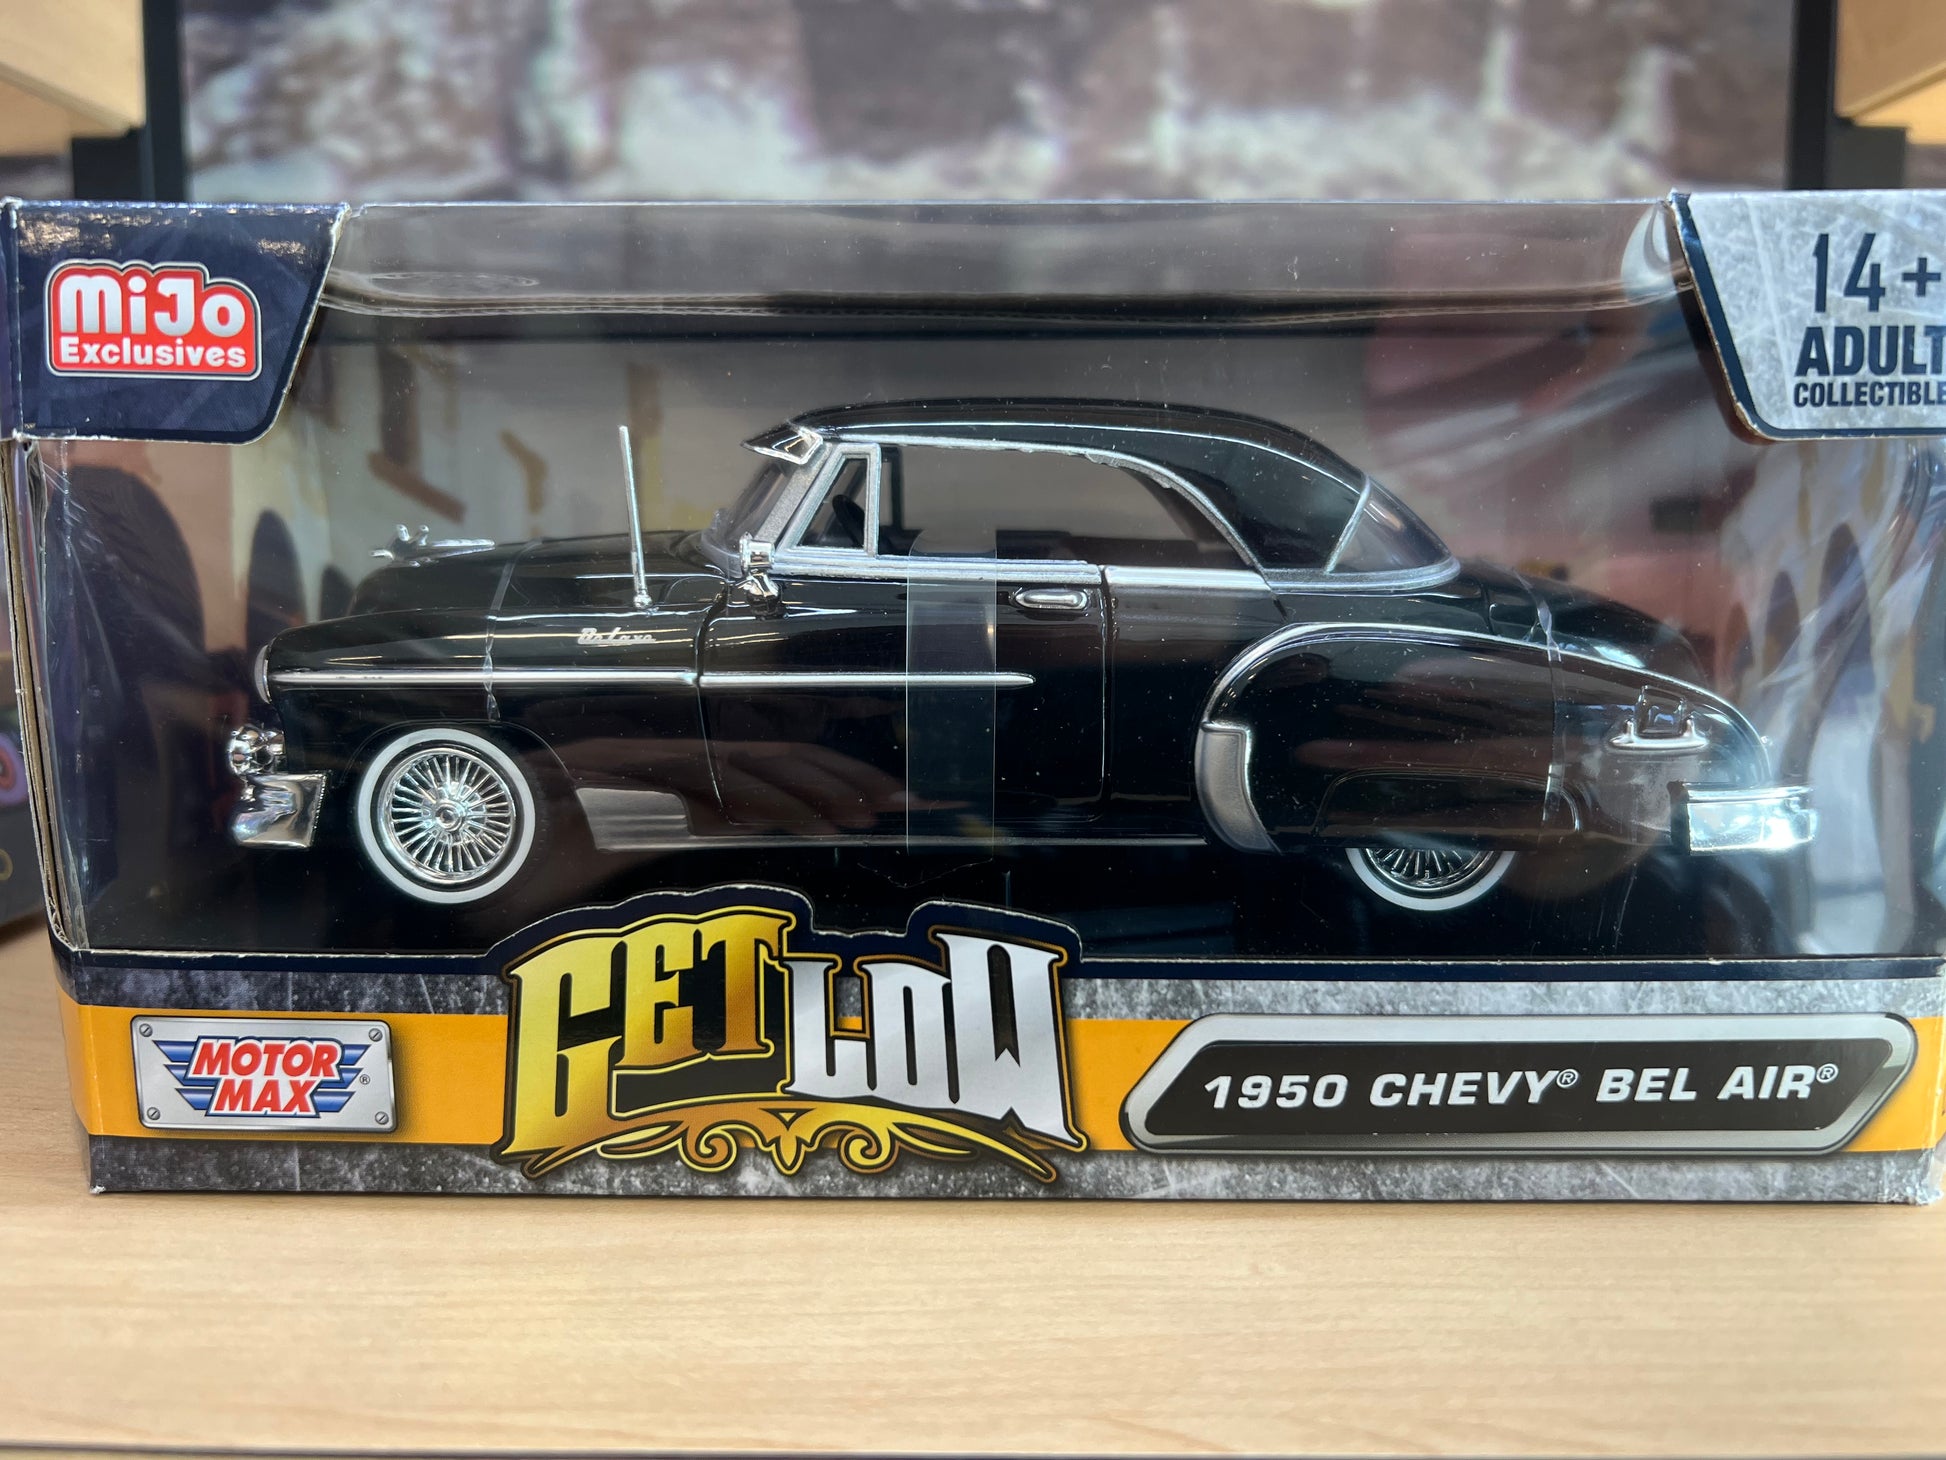 MiJo
Exclusives
14+
ADULT
COLLECTIBLE
DeLuxe
GET LOW
MOTOR
MAX®
1950 CHEVY® BEL AIR®